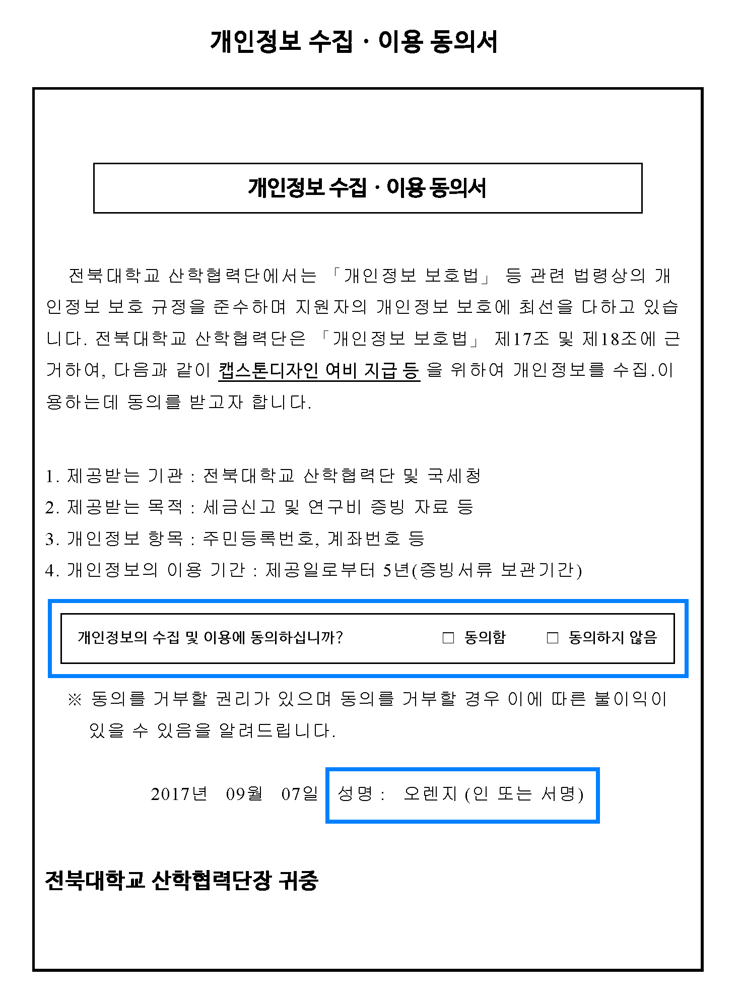 개인정보 수집 · 이용 동의서
개인정보 수집 · 이용 동의서
전북대학교 산학협력단에서는 「개인정보 보호법」 등 관련 법령상의 개
인정보 보호 규정을 준수하며 지원자의 개인정보 보호에 최선을 다하고 있습
니다. 전북대학교 산학협력단은 「개인정보 보호법」 제17조 및 제18조에 근
거하여, 다음과 같이 캡스톤디자인 여비 지급 등 을 위하여 개인정보를 수집.이
용하는데 동의를 받고자 합니다.
1. 제공받는 기관 : 전북대학교 산학협력단 및 국세청
2. 제공받는 목적 : 세금신고 및 연구비 증빙 자료 등
3. 개인정보 항목 : 주민등록번호, 계좌번호 등
4. 개인정보의 이용 기간 : 제공일로부터 5년(증빙서류 보관기간)
개인정보의 수집 및 이용에 동의하십니까? □ 동의함 □ 동의하지 않음
※ 동의를 거부할 권리가 있으며 동의를 거부할 경우 이에 따른 불이익이
있을 수 있음을 알려드립니다.
2017년 09월 07일 성명 : 오렌지 (인 또는 서명)
전북대학교 산학협력단장 귀중